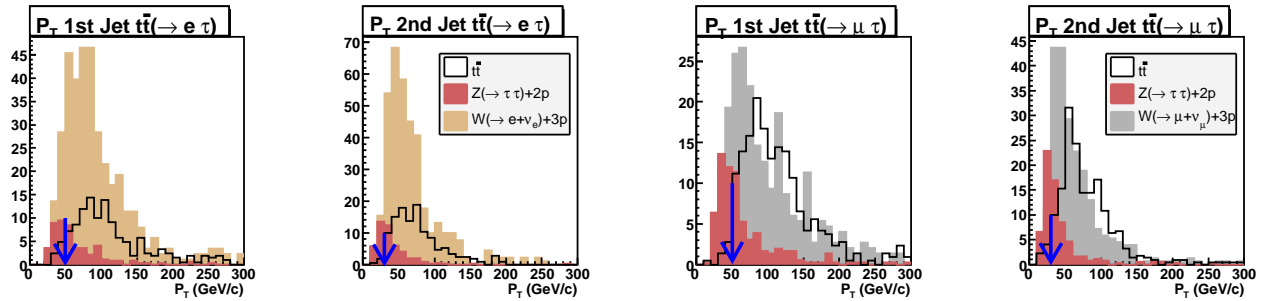 P_T 1st Jet tt̄(→ e τ)
45
40
35
30
25
20
15
10
5
0
0 50 100 150 200 250 300
P_T (GeV/c)
P_T 2nd Jet tt̄(→ e τ)
70
60
50
40
30
20
10
0
0 50 100 150 200 250 300
P_T (GeV/c)
tt̄
Z(→ τ τ)+2p
W(→ e+ν_e)+3p
P_T 1st Jet tt̄(→ μ τ)
25
20
15
10
5
0
0 50 100 150 200 250 300
P_T (GeV/c)
P_T 2nd Jet tt̄(→ μ τ)
45
40
35
30
25
20
15
10
5
0
0 50 100 150 200 250 300
P_T (GeV/c)
tt̄
Z(→ τ τ)+2p
W(→ μ+ν_μ)+3p